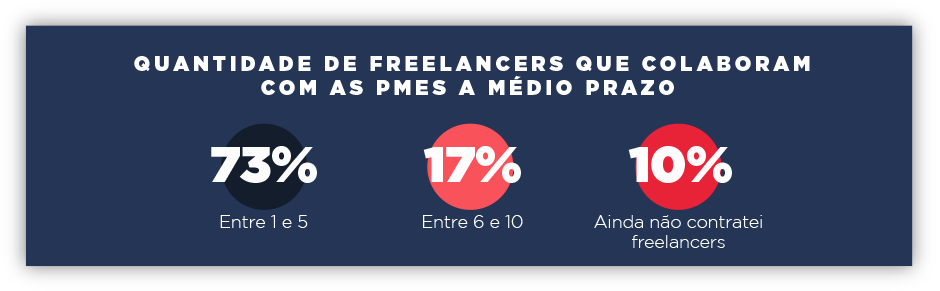 QUANTIDADE DE FREELANCERS QUE COLABORAM
COM AS PMES A MÉDIO PRAZO
73%
17%
10%
Entre 1 e 5
Entre 6 e 10
Ainda não contratei
freelancers